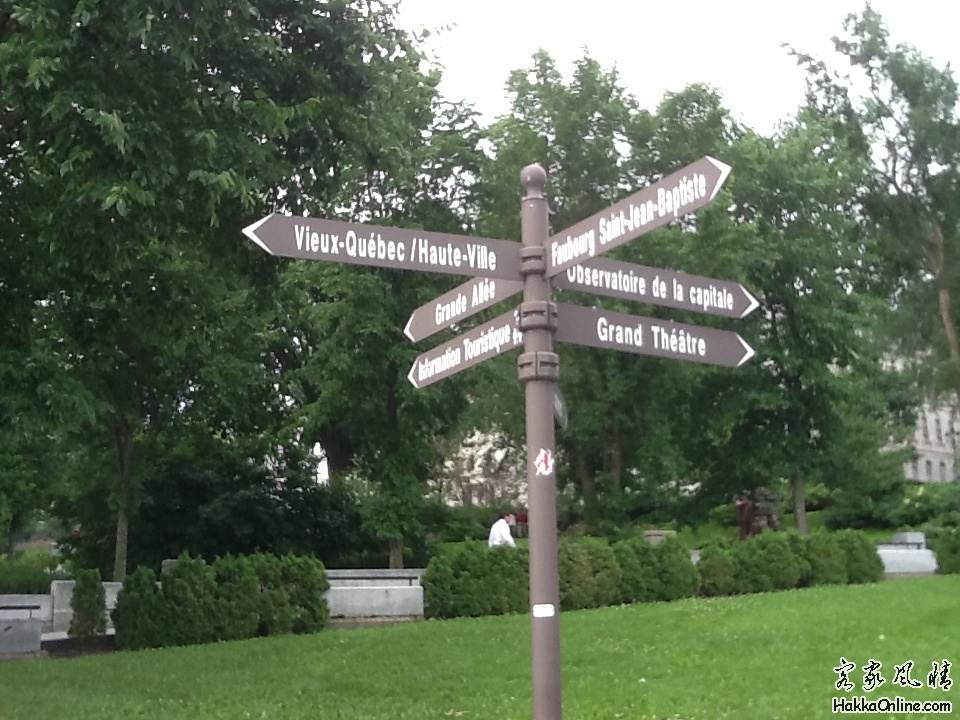 Vieux-Québec / Haute-Ville
Faubourg Saint-Jean-Baptiste
Grande Allée
Observatoire de la capitale
Information Touristique
Grand Théâtre
客家风情
HakkaOnline.com